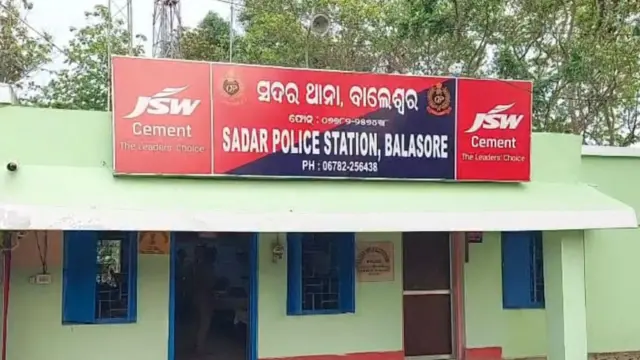 JSW
Cement
The Leaders' Choice
ସଦର ଥାନା, ବାଲେଶ୍ୱର
ଫୋନ :
SADAR POLICE STATION, BALASORE
PH : 06782-256438
JSW
Cement
The Leaders' Choice